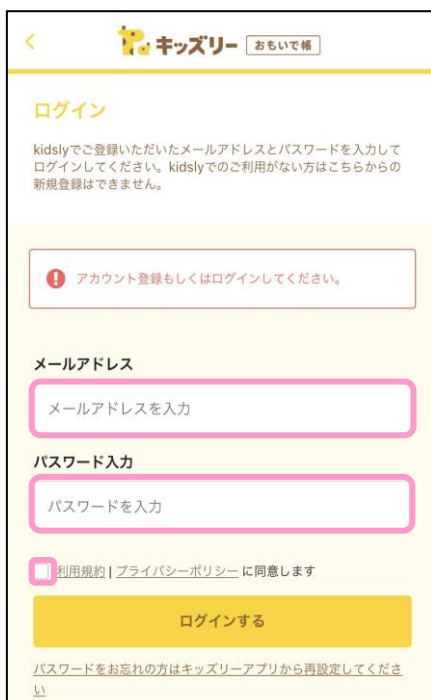 キッズリー おもいで帳
ログイン
kidslyでご登録いただいたメールアドレスとパスワードを入力して
ログインしてください。kidslyでのご利用がない方はこちらからの
新規登録はできません。
アカウント登録もしくはログインしてください。
メールアドレス
メールアドレスを入力
パスワード入力
パスワードを入力
利用規約 | プライバシーポリシー に同意します
ログインする
パスワードをお忘れの方はキッズリーアプリから再設定してくださ
い